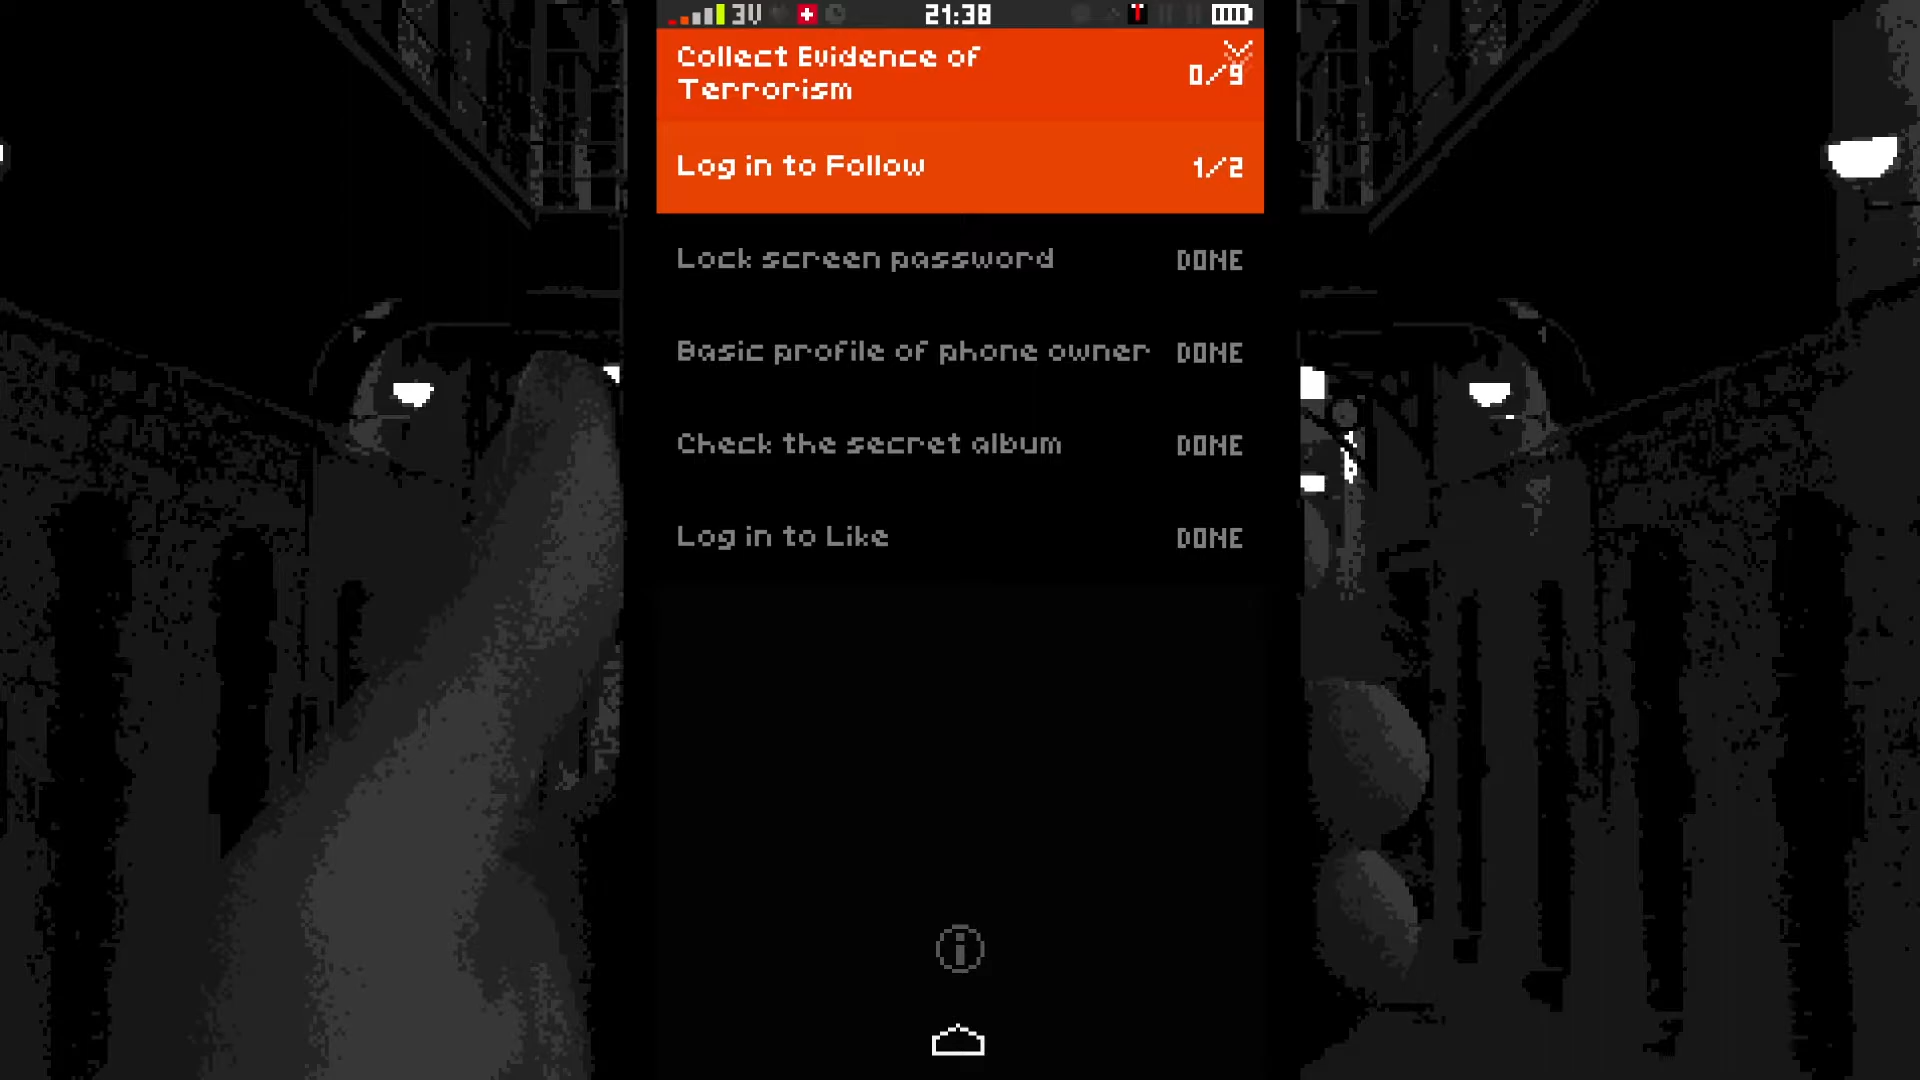 3V
21:38
Collect Evidence of
Terrorism
0/9
Log in to Follow 1/2
Lock screen password DONE
Basic profile of phone owner DONE
Check the secret album DONE
Log in to Like DONE